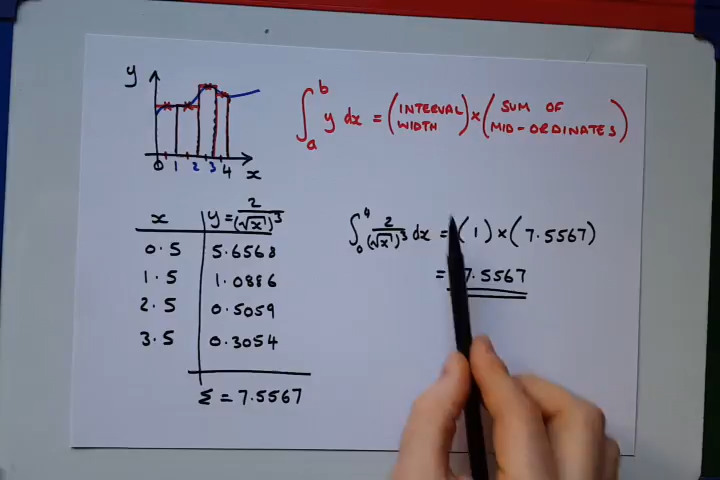 y
0 1 2 3 4 x
∫ₐᵇ y dx = (INTERVAL WIDTH) × (SUM OF MID-ORDINATES)
x | y = 2/(√x)³
0.5 | 5.6568
1.5 | 1.0886
2.5 | 0.5059
3.5 | 0.3054
Σ = 7.5567
∫₀⁴ 2/(√x)³ dx = (1) × (7.5567)
= 7.5567